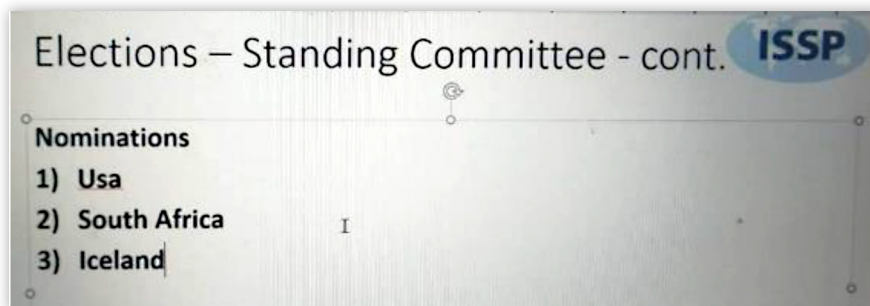 Elections – Standing Committee - cont.
ISSP
Nominations
1) Usa
2) South Africa
3) Iceland